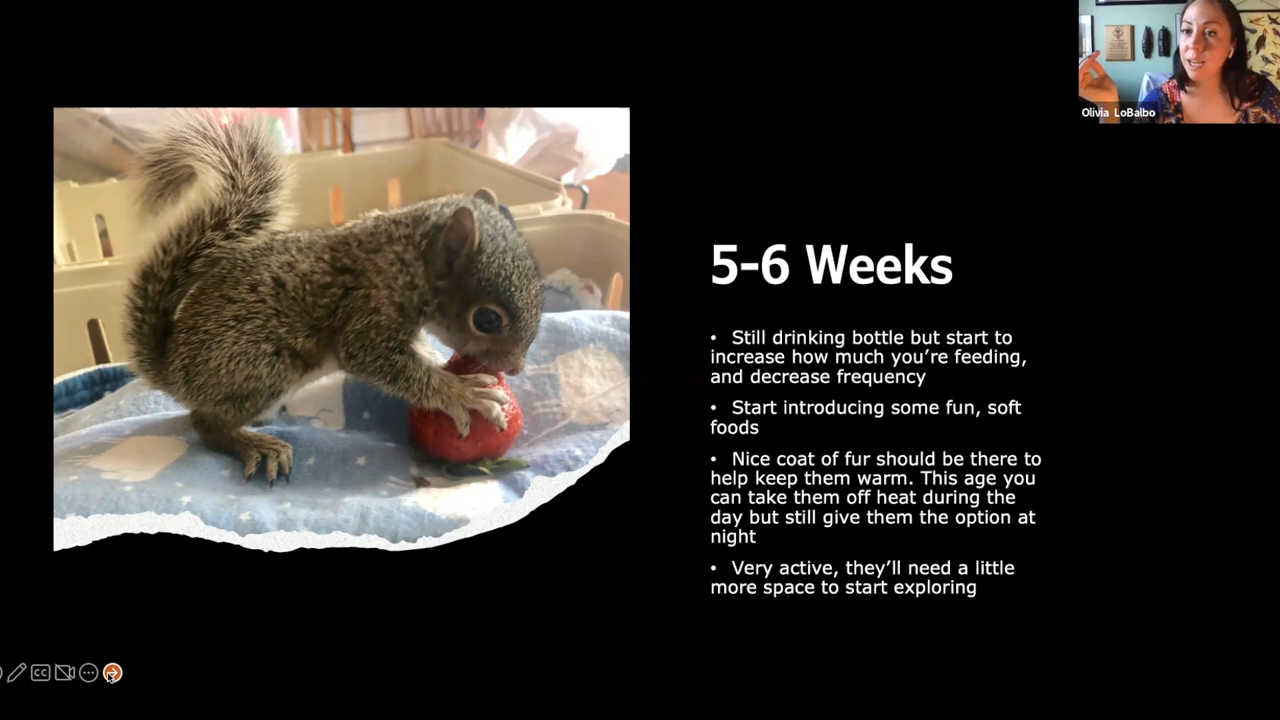 Olivia LoBalbo
5-6 Weeks
• Still drinking bottle but start to
increase how much you’re feeding,
and decrease frequency
• Start introducing some fun, soft
foods
• Nice coat of fur should be there to
help keep them warm. This age you
can take them off heat during the
day but still give them the option at
night
• Very active, they’ll need a little
more space to start exploring
CC